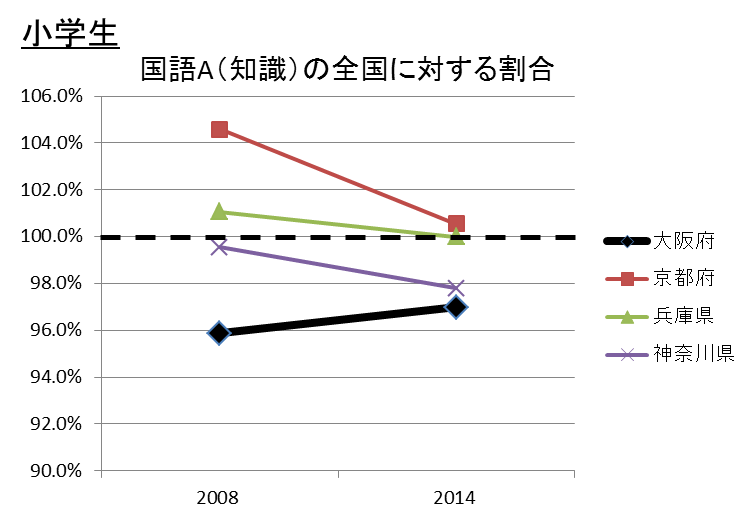 小学生
国語A（知識）の全国に対する割合
106.0%
104.0%
102.0%
100.0%
98.0%
96.0%
94.0%
92.0%
90.0%
2008
2014
大阪府
京都府
兵庫県
神奈川県